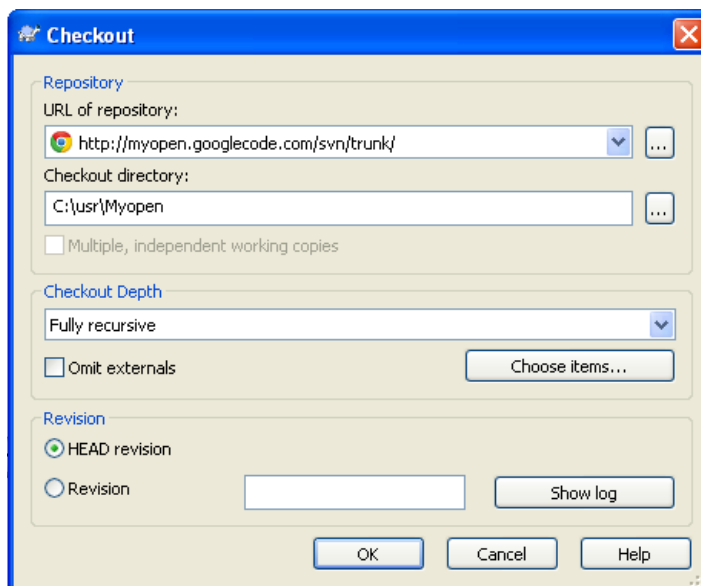 Checkout
Repository
URL of repository:
http://myopen.googlecode.com/svn/trunk/
...
Checkout directory:
C:\usr\Myopen
...
Multiple, independent working copies
Checkout Depth
Fully recursive
Omit externals
Choose items...
Revision
HEAD revision
Revision
Show log
OK
Cancel
Help